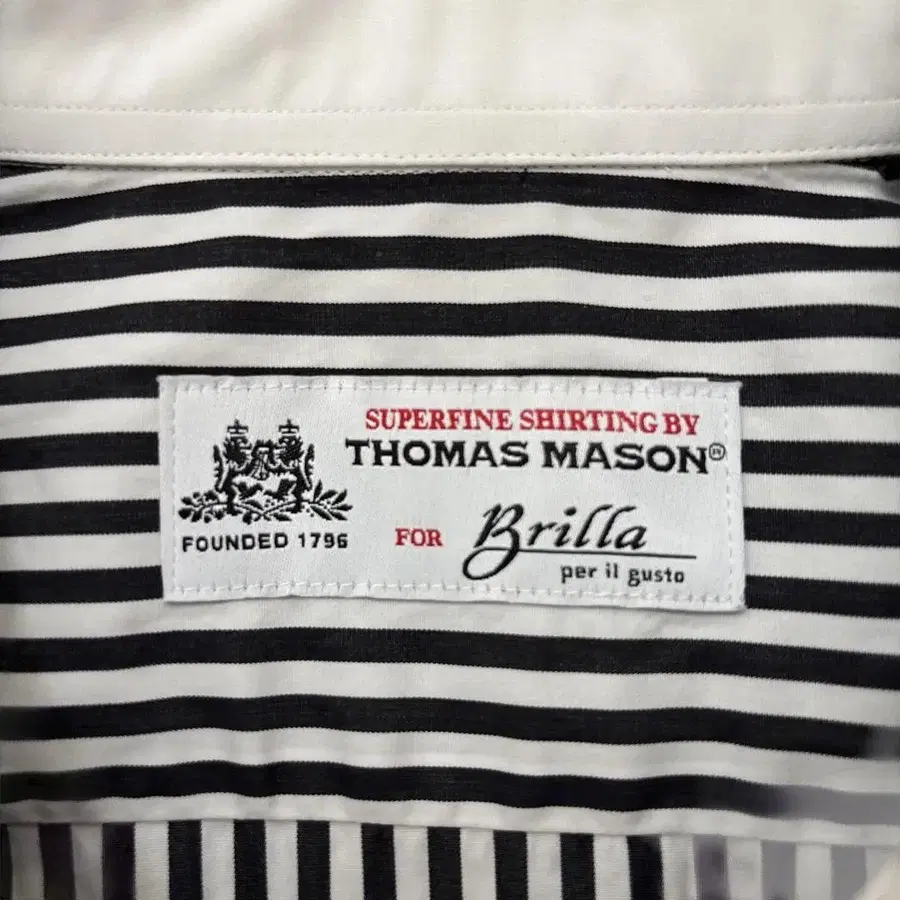 SUPERFINE SHIRTING BY
THOMAS MASON®
FOUNDED 1796
FOR Brilla
per il gusto